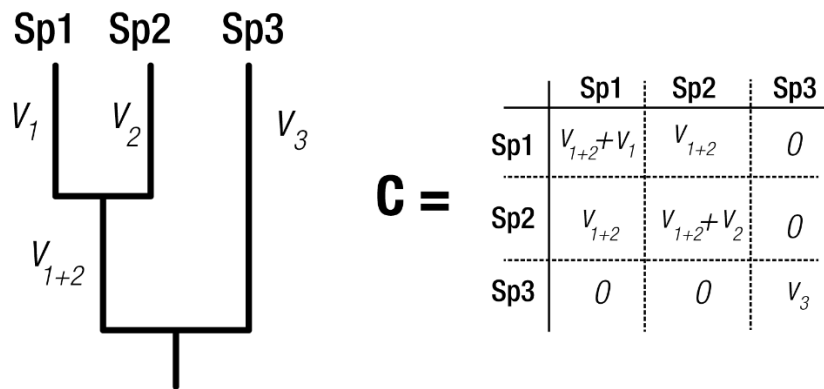 Sp1 Sp2 Sp3
V1 V2 V3
V1+2
C =
Sp1 Sp2 Sp3
Sp1 V1+2+V1 V1+2 0
Sp2 V1+2 V1+2+V2 0
Sp3 0 0 V3